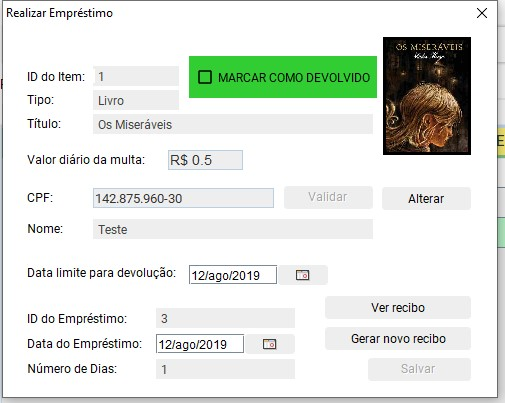 Realizar Empréstimo
ID do Item: 1
MARCAR COMO DEVOLVIDO
OS MISERÁVEIS
Victor Hugo
Tipo: Livro
Título: Os Miseráveis
Valor diário da multa: R$ 0.5
CPF: 142.875.960-30 Validar Alterar
Nome: Teste
Data limite para devolução: 12/ago/2019
Ver recibo
ID do Empréstimo: 3
Gerar novo recibo
Data do Empréstimo: 12/ago/2019
Número de Dias: 1 Salvar
E